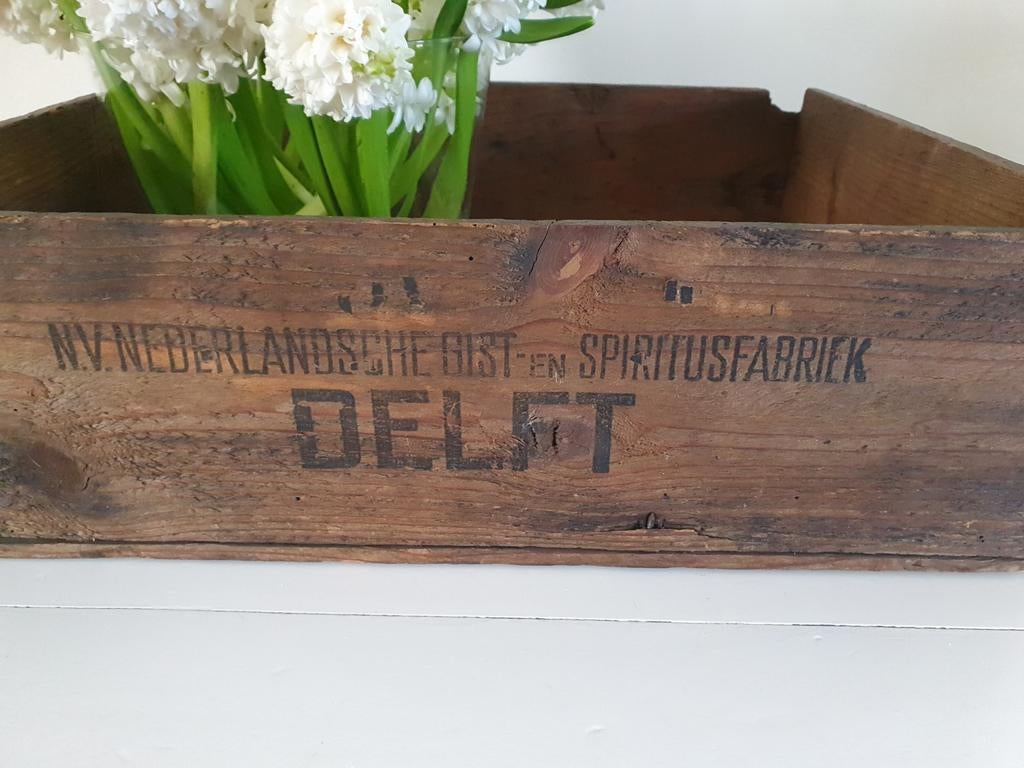 N.V. NEDERLANDSCHE GIST- EN SPIRITUSFABRIEK
DELFT